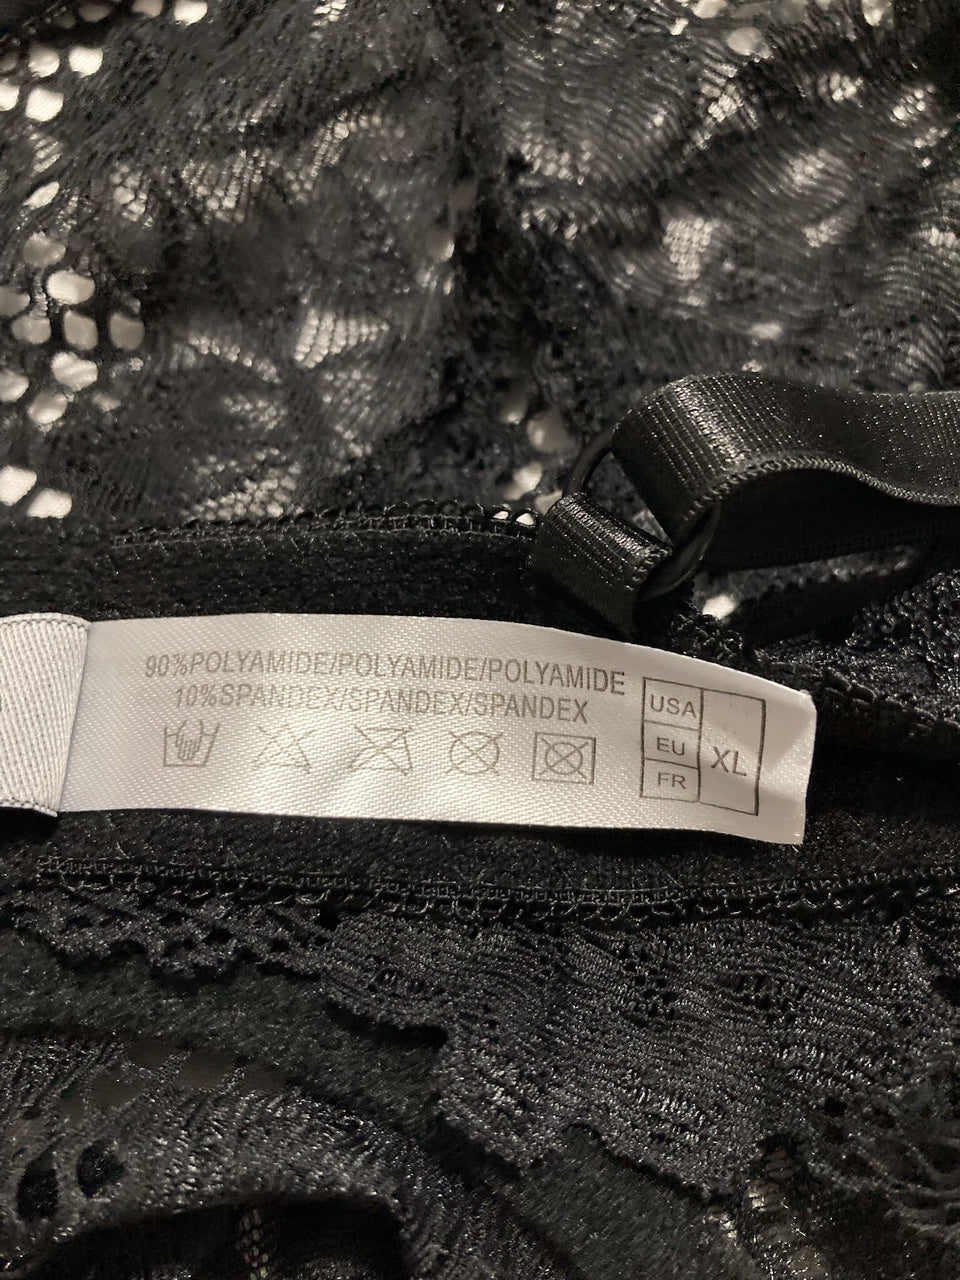 90%POLYAMIDE/POLYAMIDE/POLYAMIDE
10%SPANDEX/SPANDEX/SPANDEX
USA
EU
FR
XL